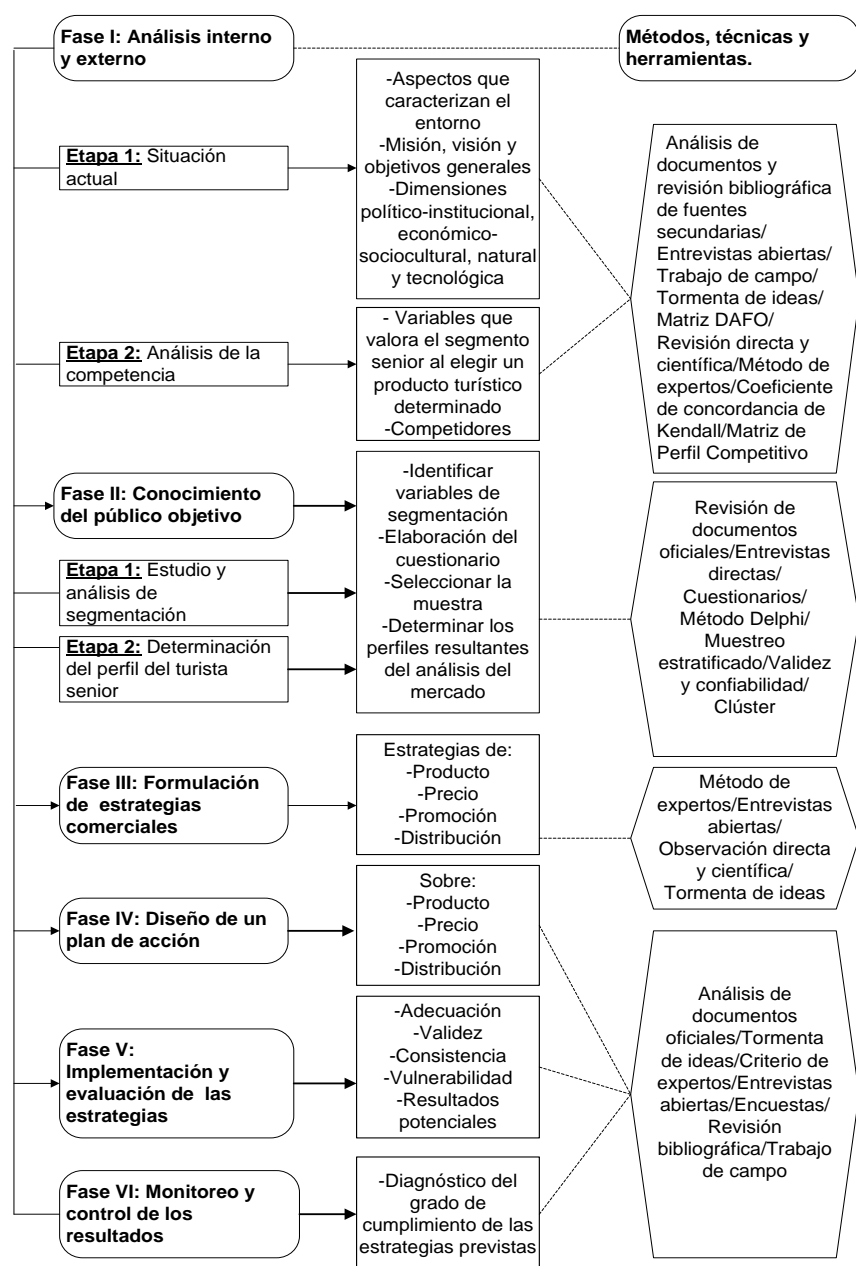 Fase I: Análisis interno
y externo
Métodos, técnicas y
herramientas.
-Aspectos que
caracterizan el
entorno
-Misión, visión y
objetivos generales
-Dimensiones
político-institucional,
económico-
sociocultural, natural
y tecnológica
Etapa 1: Situación
actual
Análisis de
documentos y
revisión bibliográfica
de fuentes
secundarias/
Entrevistas abiertas/
Trabajo de campo/
Tormenta de ideas/
Matriz DAFO/
Revisión directa y
científica/Método de
expertos/Coeficiente
de concordancia de
Kendall/Matriz de
Perfil Competitivo
Etapa 2: Análisis de la
competencia
- Variables que
valora el segmento
senior al elegir un
producto turístico
determinado
-Competidores
Fase II: Conocimiento
del público objetivo
-Identificar
variables de
segmentación
-Elaboración del
cuestionario
-Seleccionar la
muestra
-Determinar los
perfiles resultantes
del análisis del
mercado
Revisión de
documentos
oficiales/Entrevistas
directas/
Cuestionarios/
Método Delphi/
Muestreo
estratificado/Validez
y confiabilidad/
Clúster
Etapa 1: Estudio y
análisis de
segmentación
Etapa 2: Determinación
del perfil del turista
senior
Fase III: Formulación
de estrategias
comerciales
Estrategias de:
-Producto
-Precio
-Promoción
-Distribución
Método de
expertos/Entrevistas
abiertas/
Observación directa
y científica/
Tormenta de ideas
Fase IV: Diseño de un
plan de acción
Sobre:
-Producto
-Precio
-Promoción
-Distribución
Análisis de
documentos
oficiales/Tormenta
de ideas/Criterio de
expertos/Entrevistas
abiertas/Encuestas/
Revisión
bibliográfica/Trabajo
de campo
Fase V:
Implementación y
evaluación de las
estrategias
-Adecuación
-Validez
-Consistencia
-Vulnerabilidad
-Resultados
potenciales
Fase VI: Monitoreo y
control de los
resultados
-Diagnóstico del
grado de
cumplimiento de las
estrategias previstas